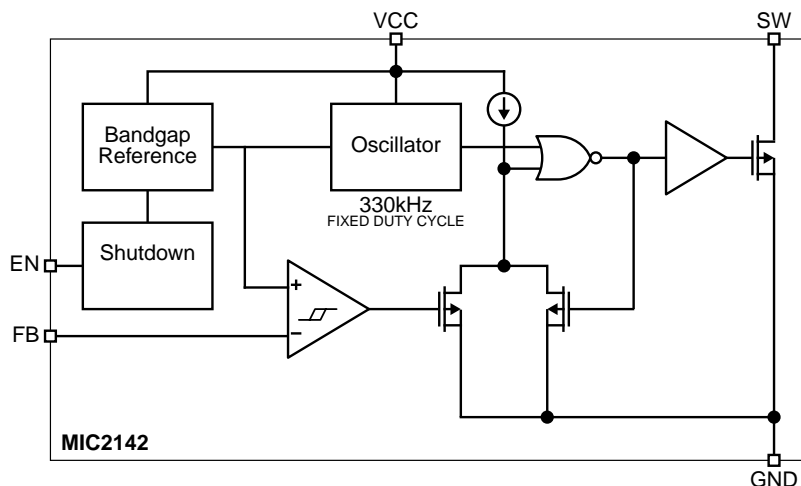 VCC
SW
Bandgap
Reference
Oscillator
330kHz
FIXED DUTY CYCLE
Shutdown
EN
+
FB
−
MIC2142
GND